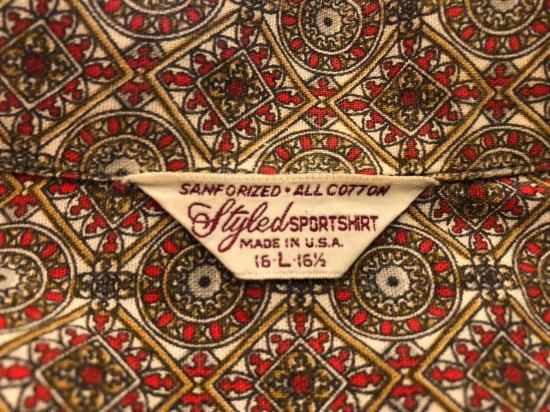 SANFORIZED • ALL COTTON
Styled SPORTSHIRT
MADE IN U.S.A.
16·L·16½